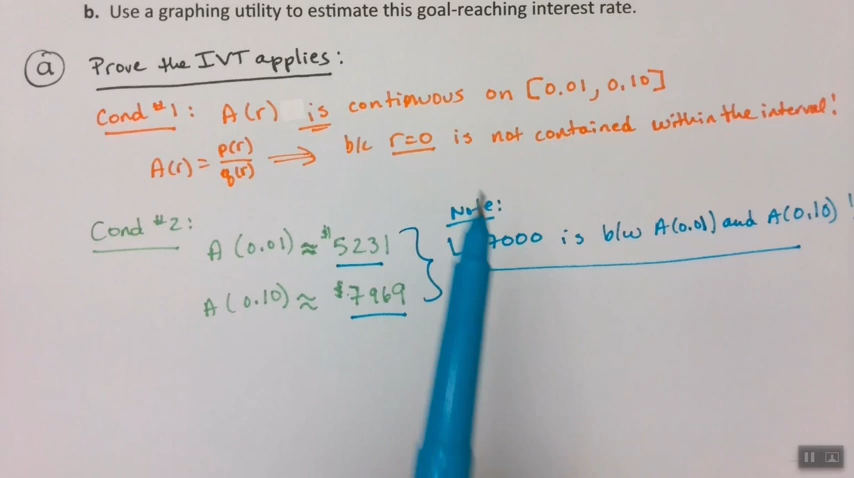 b. Use a graphing utility to estimate this goal-reaching interest rate.
(a) Prove the IVT applies:
Cond #1: A(r) is continuous on [0.01, 0.10]
A(r) = p(r)/q(r) ⟹ b/c r=0 is not contained within the interval!
Cond #2:
Note:
A(0.01) ≈ $5231
7000 is b/w A(0.01) and A(0.10)!
A(0.10) ≈ $7969